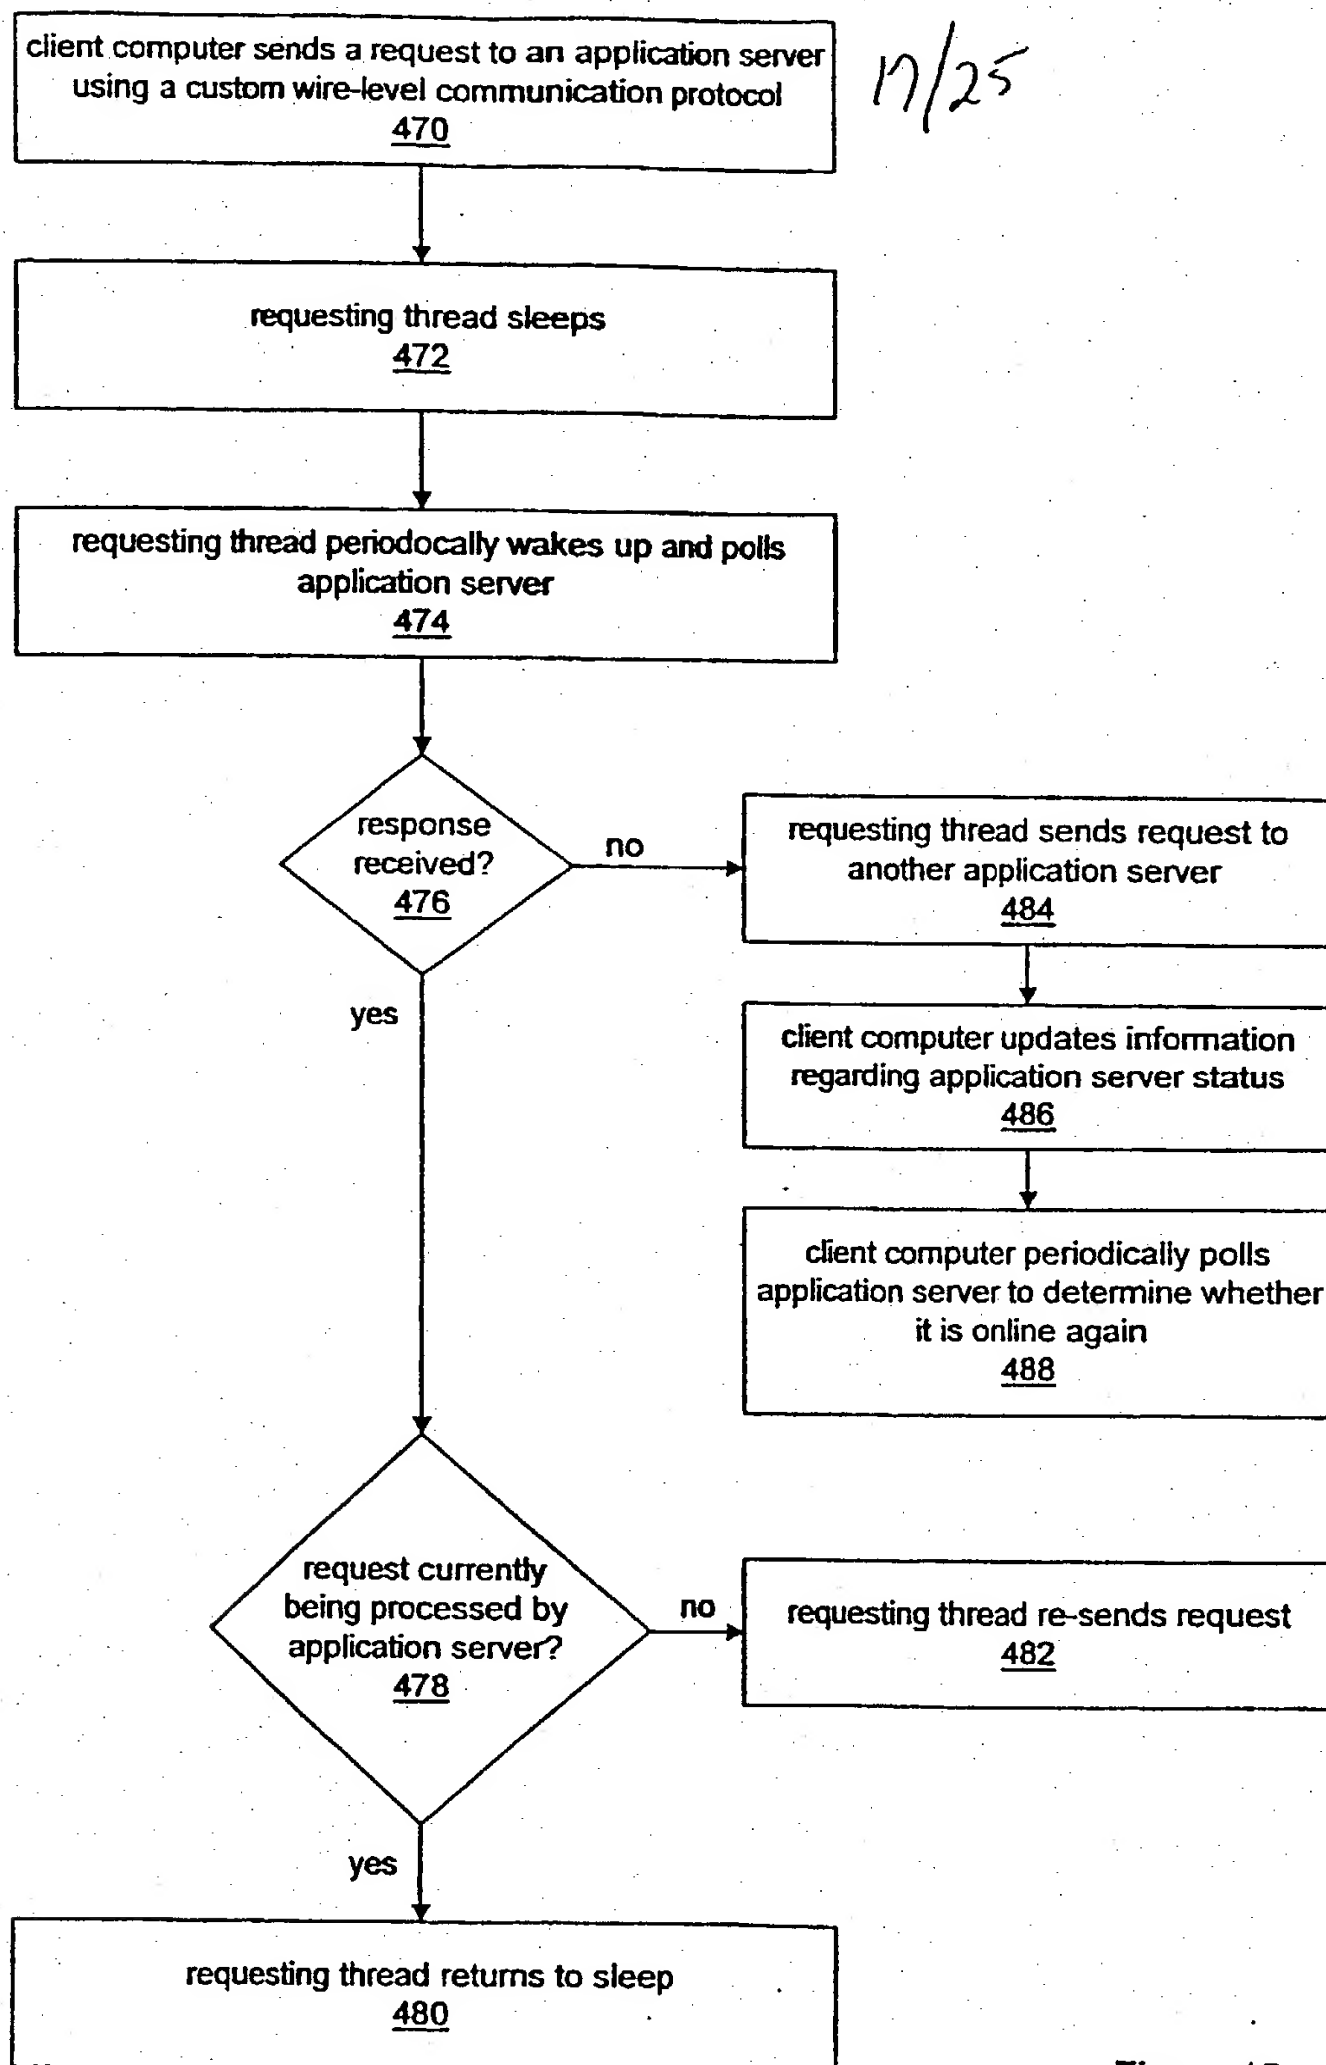 client computer sends a request to an application server
using a custom wire-level communication protocol
470
17/25
requesting thread sleeps
472
requesting thread periodocally wakes up and polls
application server
474
response
received?
476
no
yes
requesting thread sends request to
another application server
484
client computer updates information
regarding application server status
486
client computer periodically polls
application server to determine whether
it is online again
488
request currently
being processed by
application server?
478
no
requesting thread re-sends request
482
yes
requesting thread returns to sleep
480